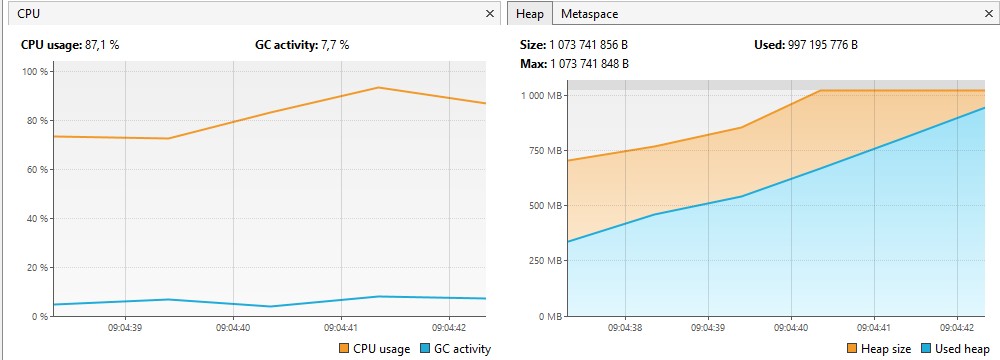 CPU ×
CPU usage: 87,1 % GC activity: 7,7 %
100 %
80 %
60 %
40 %
20 %
0 %
09:04:39 09:04:40 09:04:41 09:04:42
CPU usage GC activity
Heap Metaspace ×
Size: 1 073 741 856 B Used: 997 195 776 B
Max: 1 073 741 848 B
1 000 MB
750 MB
500 MB
250 MB
0 MB
09:04:38 09:04:39 09:04:40 09:04:41 09:04:42
Heap size Used heap